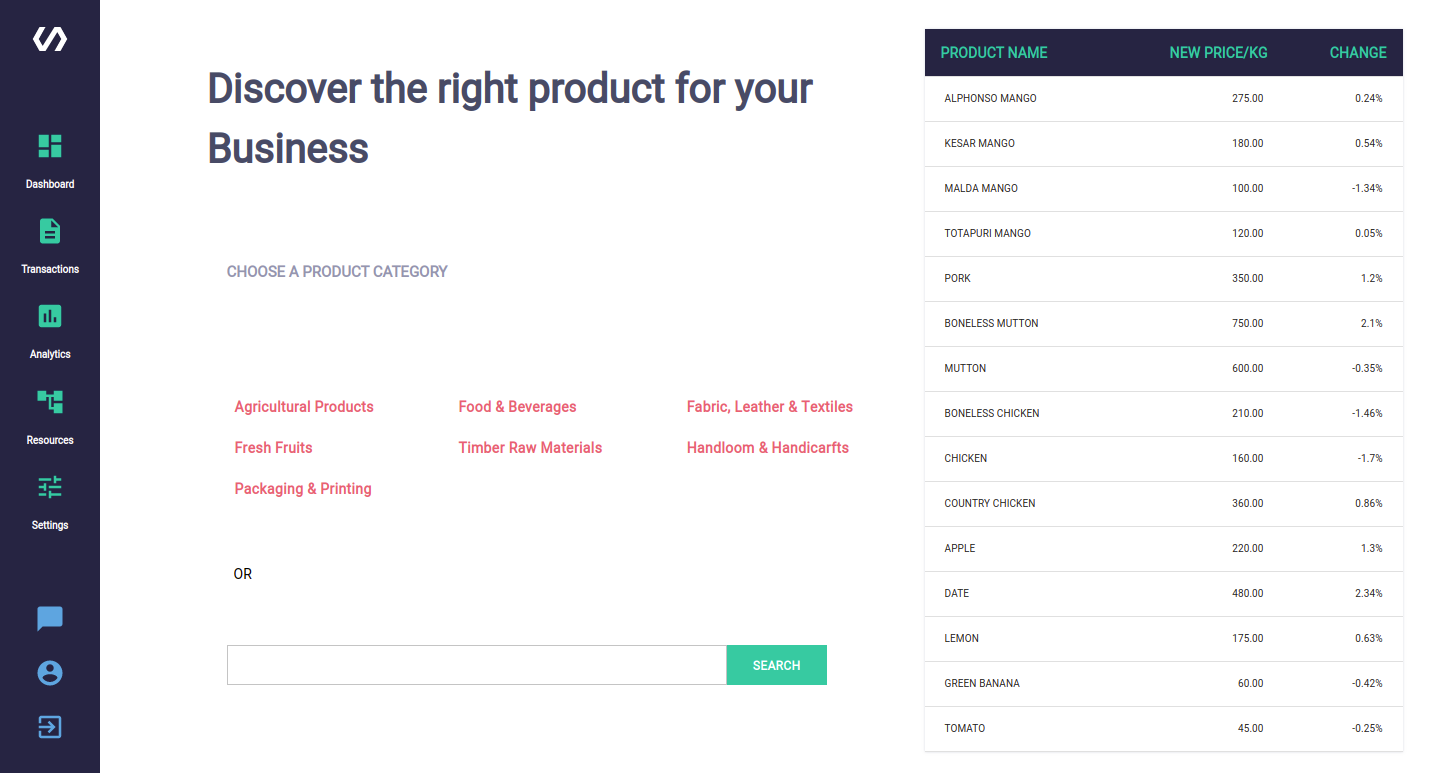 Dashboard
Transactions
Analytics
Resources
Settings
Discover the right product for your
Business
CHOOSE A PRODUCT CATEGORY
Agricultural Products Food & Beverages Fabric, Leather & Textiles
Fresh Fruits Timber Raw Materials Handloom & Handicarfts
Packaging & Printing
OR
SEARCH
PRODUCT NAME NEW PRICE/KG CHANGE
ALPHONSO MANGO 275.00 0.24%
KESAR MANGO 180.00 0.54%
MALDA MANGO 100.00 -1.34%
TOTAPURI MANGO 120.00 0.05%
PORK 350.00 1.2%
BONELESS MUTTON 750.00 2.1%
MUTTON 600.00 -0.35%
BONELESS CHICKEN 210.00 -1.46%
CHICKEN 160.00 -1.7%
COUNTRY CHICKEN 360.00 0.86%
APPLE 220.00 1.3%
DATE 480.00 2.34%
LEMON 175.00 0.63%
GREEN BANANA 60.00 -0.42%
TOMATO 45.00 -0.25%